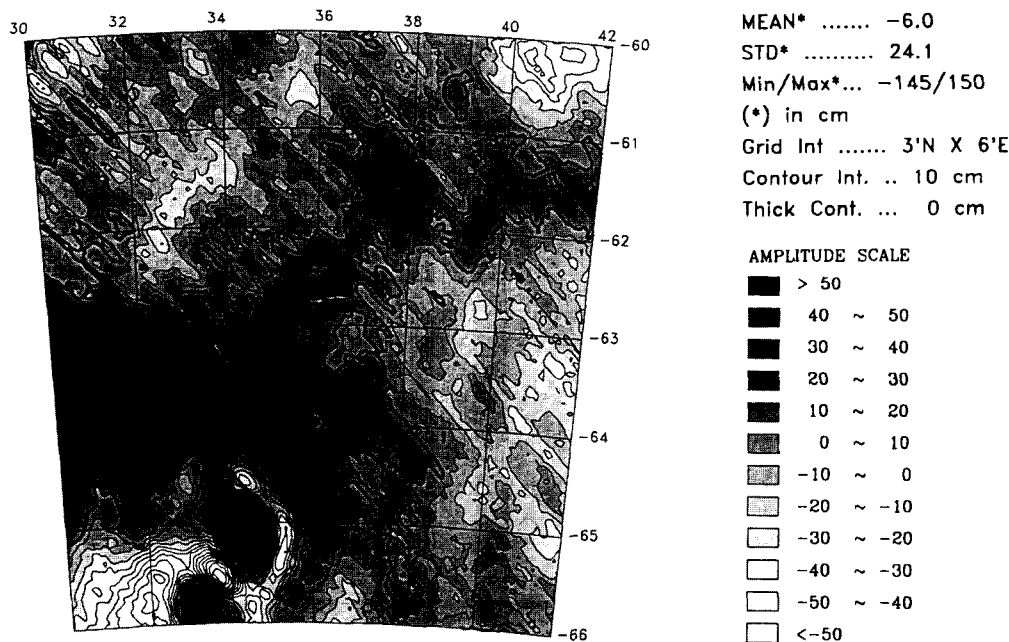 30 32 34 36 38 40 42
-60
-61
-62
-63
-64
-65
-66
MEAN* ....... -6.0
STD* .......... 24.1
Min/Max*... -145/150
(*) in cm
Grid Int ....... 3'N X 6'E
Contour Int. .. 10 cm
Thick Cont. ... 0 cm
AMPLITUDE SCALE
> 50
40 ~ 50
30 ~ 40
20 ~ 30
10 ~ 20
0 ~ 10
-10 ~ 0
-20 ~ -10
-30 ~ -20
-40 ~ -30
-50 ~ -40
<-50